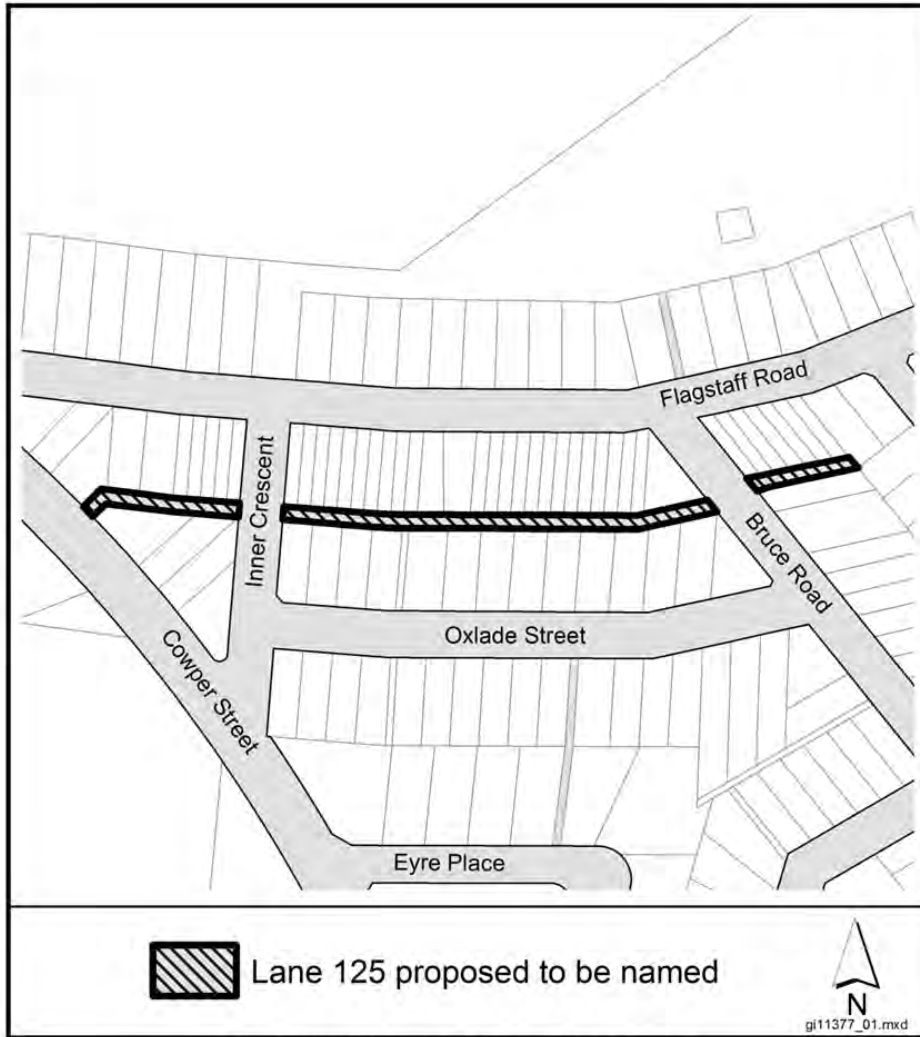 Flagstaff Road
Inner Crescent
Bruce Road
Oxlade Street
Cowper Street
Eyre Place
Lane 125 proposed to be named
N
gi11377_01.mxd